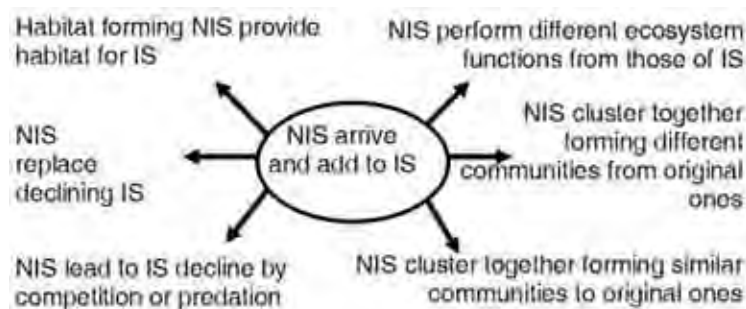 Habitat forming NIS provide
habitat for IS
NIS perform different ecosystem
functions from those of IS
NIS arrive
and add to IS
NIS
replace
declining IS
NIS cluster together
forming different
communities from original
ones
NIS lead to IS decline by
competition or predation
NIS cluster together forming similar
communities to original ones